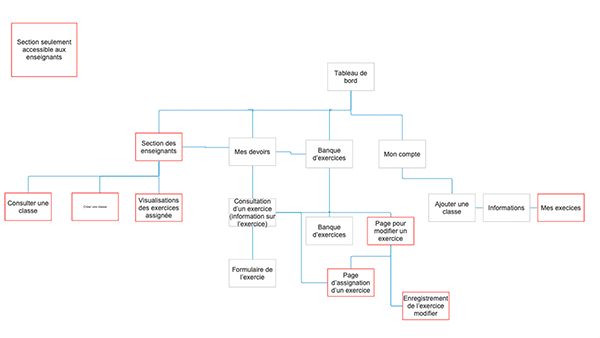 Section seulement
accessible aux
enseignants
Tableau de
bord
Section des
enseignants
Mes devoirs
Banque
d'exercices
Mon compte
Consulter une
classe
Créer une classe
Visualisations
des exercices
assignée
Consultation
d'un exercice
(information sur
l'exercice)
Banque
d'exercices
Page pour
modifier un
exercice
Ajouter une
classe
Informations
Mes execices
Formulaire de
l'exercie
Page
d'assignation
d'un exercice
Enregistrement
de l'exercice
modifier